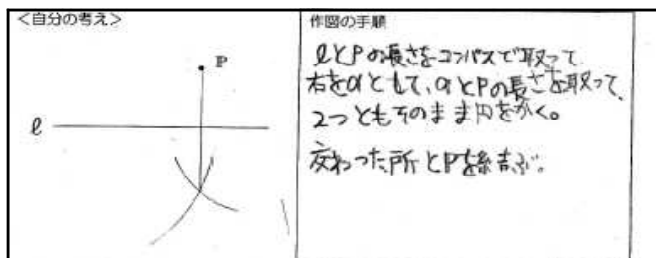 <自分の考え>
P
ℓ
作図の手順
ℓとPの長さをコンパスで取って
右をaとして、aとPの長さを取って、
2つともそのまま円をかく。
交わった所とPを結ぶ。